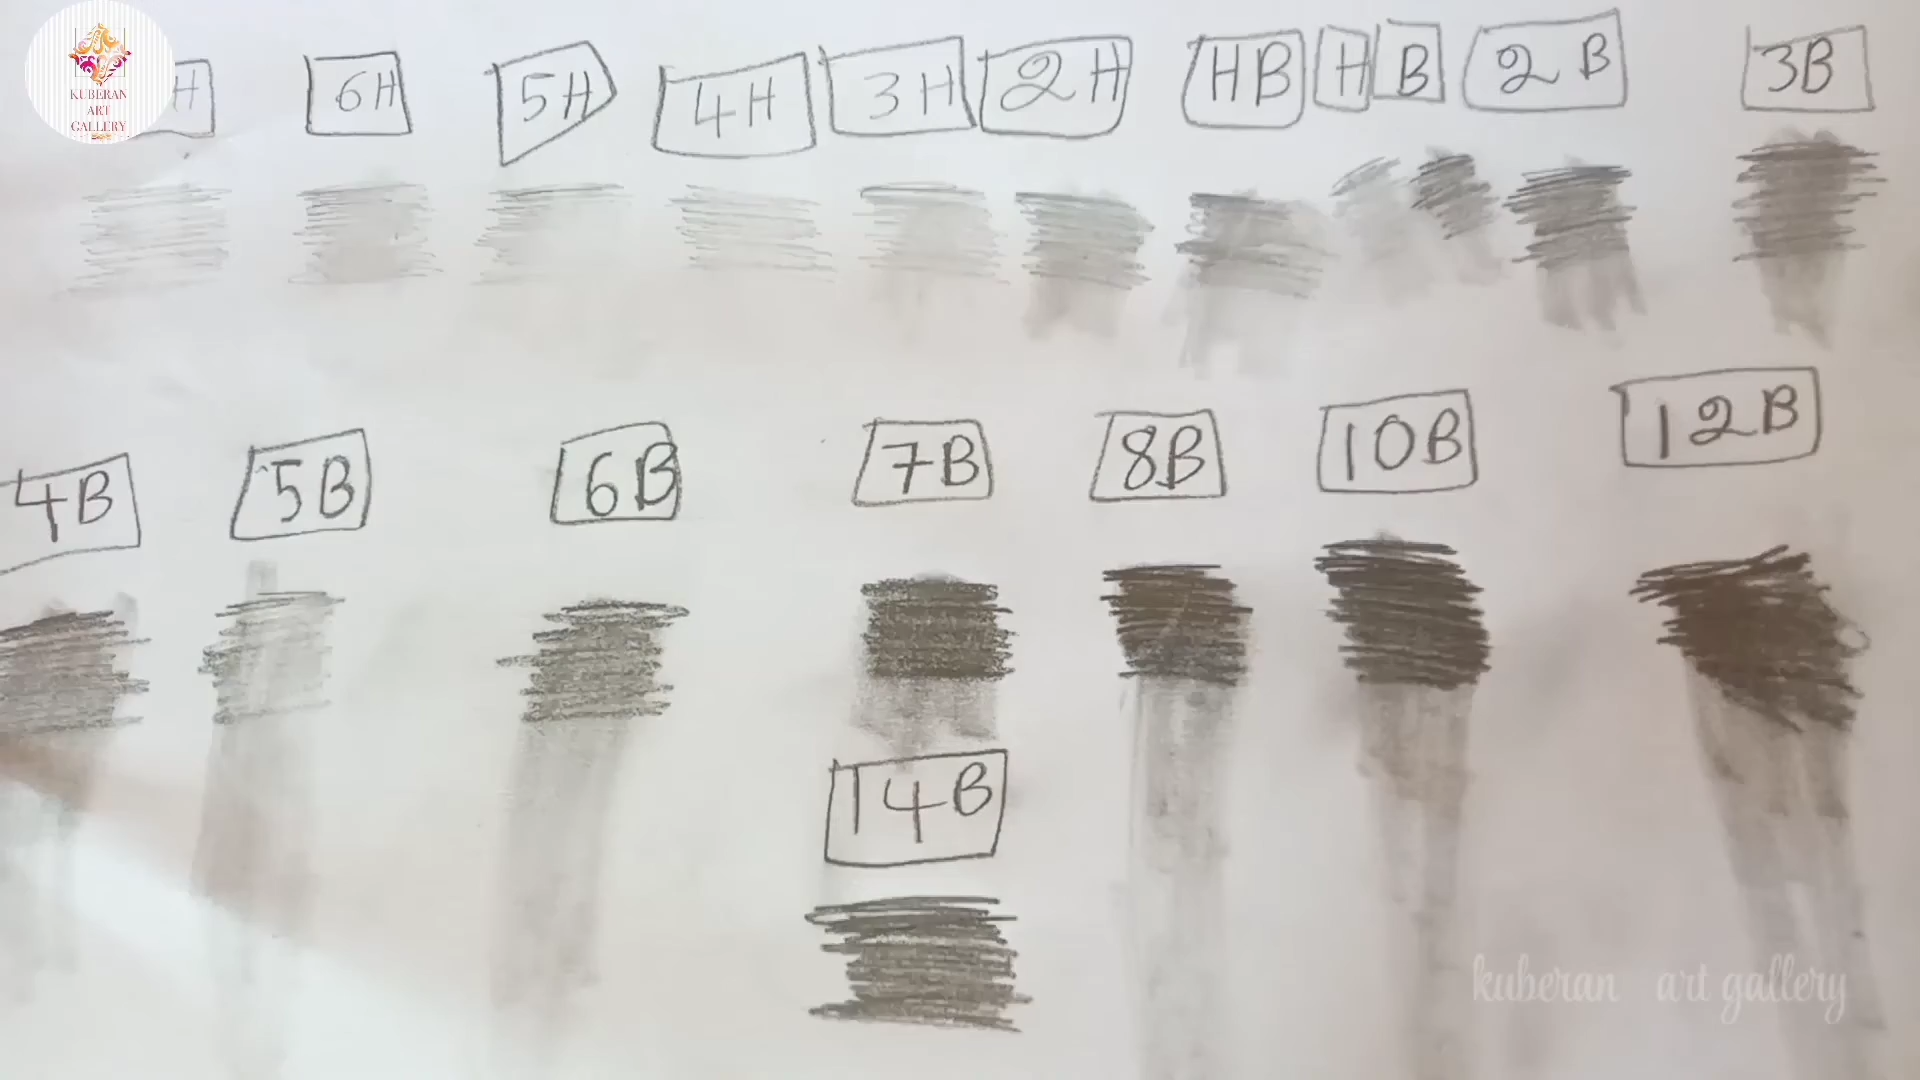 KUBERAN
ART
GALLERY
H 6H 5H 4H 3H 2H HB H B 2B 3B
4B 5B 6B 7B 8B 10B 12B
14B
kuberan art gallery